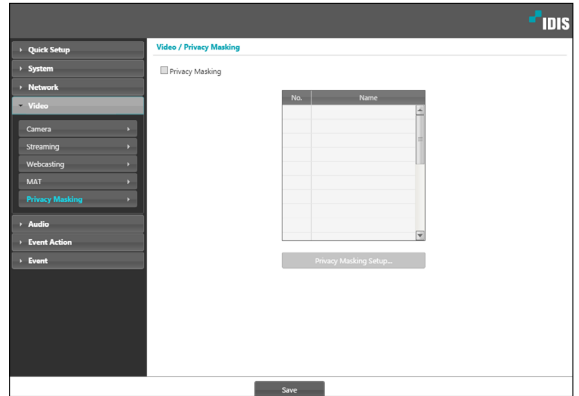 IDIS
Quick Setup
System
Network
Video
Camera
Streaming
Webcasting
MAT
Privacy Masking
Audio
Event Action
Event
Video / Privacy Masking
Privacy Masking
No. Name
Privacy Masking Setup...
Save